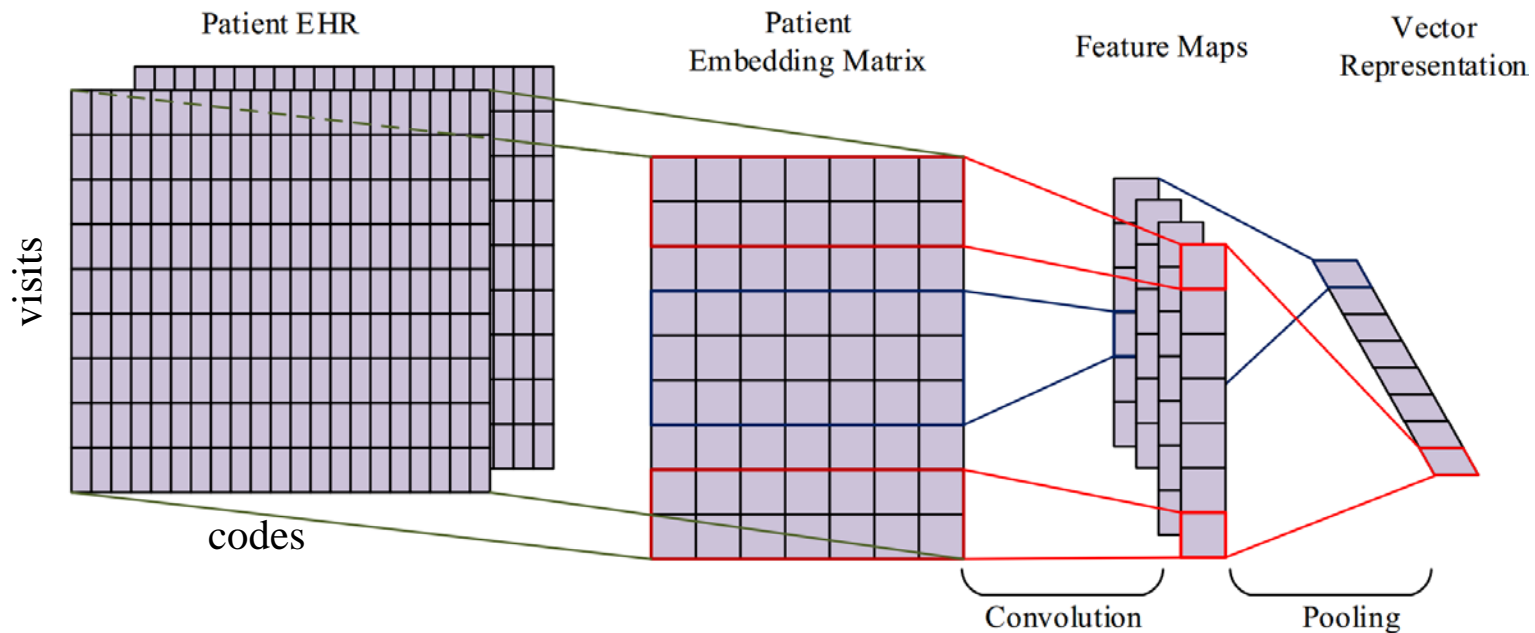 Patient EHR
Patient
Embedding Matrix
Feature Maps
Vector
Representation
visits
codes
Convolution
Pooling